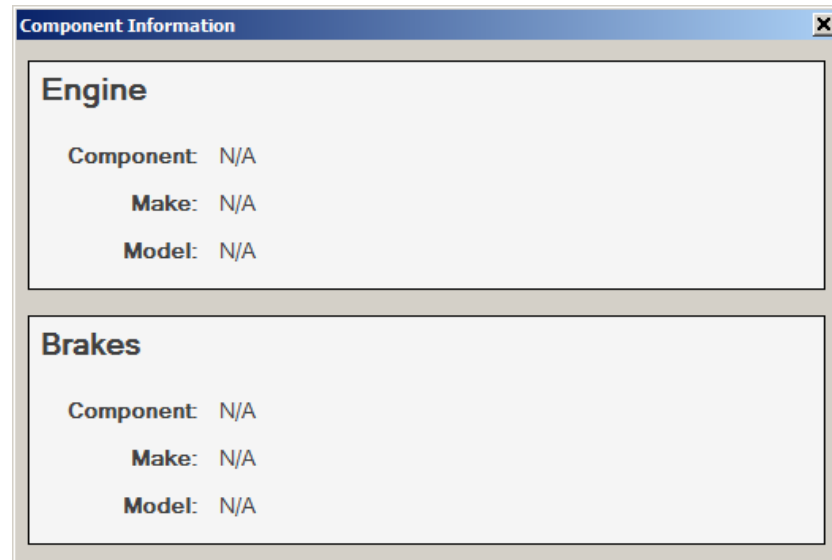 Component Information
Engine
Component: N/A
Make: N/A
Model: N/A
Brakes
Component: N/A
Make: N/A
Model: N/A